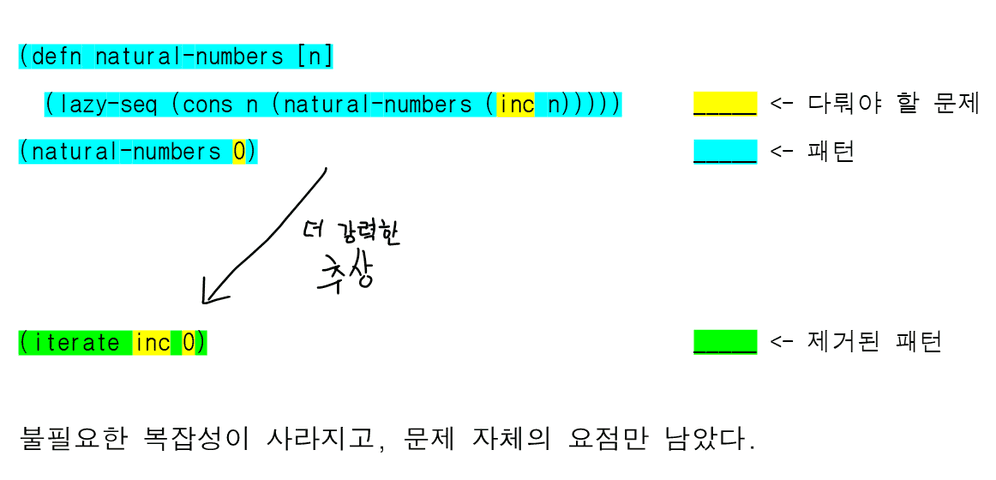 (defn natural-numbers [n]
(lazy-seq (cons n (natural-numbers (inc n))))) _____ <- 다뤄야 할 문제
(natural-numbers 0) _____ <- 패턴
더 강력한
추상
(iterate inc 0) _____ <- 제거된 패턴
불필요한 복잡성이 사라지고, 문제 자체의 요점만 남았다.